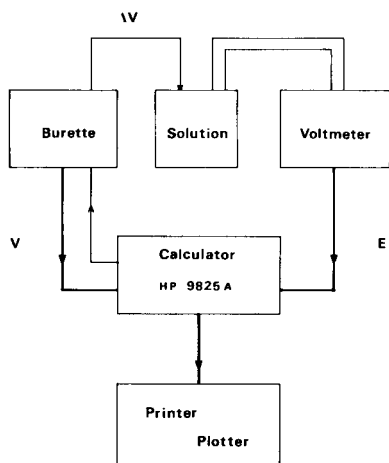 \V
Burette
Solution
Voltmeter
V
E
Calculator
HP 9825 A
Printer
Plotter